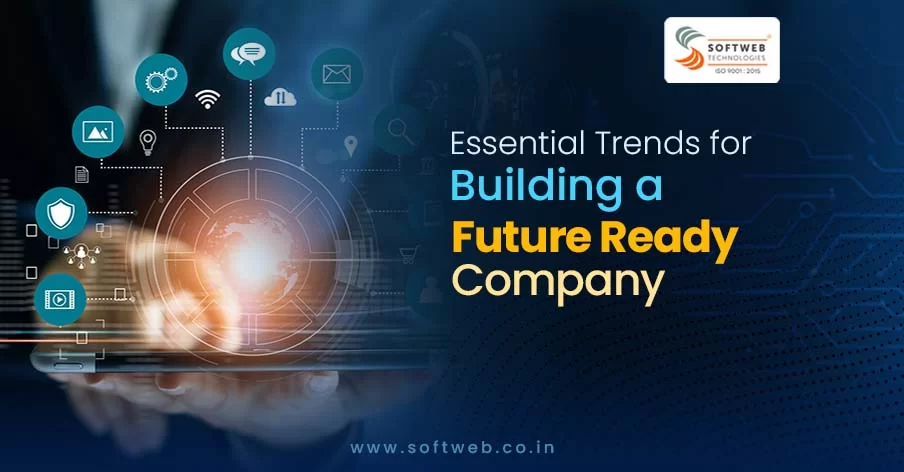 SOFTWEB
TECHNOLOGIES
ISO 9001 : 2015
Essential Trends for
Building a
Future Ready
Company
www.softweb.co.in